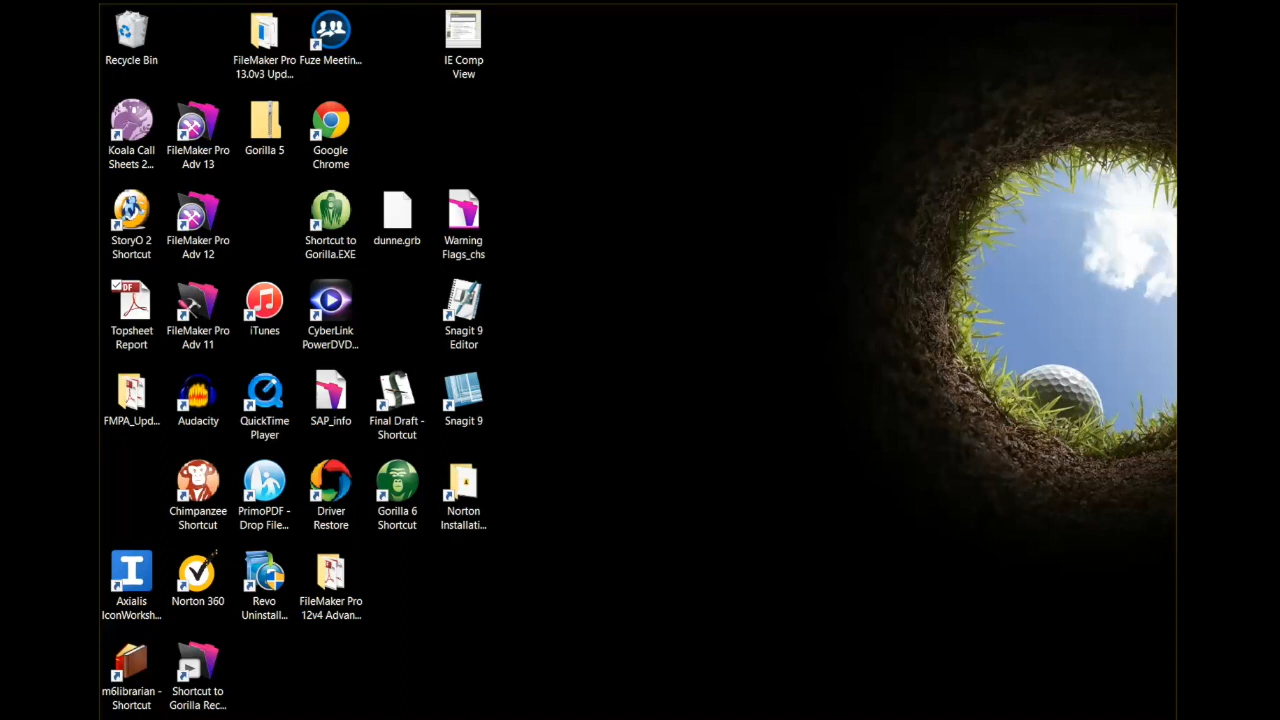 Recycle Bin
FileMaker Pro
13.0v3 Upd...
Fuze Meetin...
IE Comp
View
Koala Call
Sheets 2...
FileMaker Pro
Adv 13
Gorilla 5
Google
Chrome
StoryO 2
Shortcut
FileMaker Pro
Adv 12
Shortcut to
Gorilla.EXE
dunne.grb
Warning
Flags_chs
Topsheet
Report
FileMaker Pro
Adv 11
iTunes
CyberLink
PowerDVD...
Snagit 9
Editor
FMPA_Upd...
Audacity
QuickTime
Player
SAP_info
Final Draft -
Shortcut
Snagit 9
Chimpanzee
Shortcut
PrimoPDF -
Drop File...
Driver
Restore
Gorilla 6
Shortcut
Norton
Installati...
Axialis
IconWorksh...
Norton 360
Revo
Uninstall...
FileMaker Pro
12v4 Advan...
m6librarian -
Shortcut
Shortcut to
Gorilla Rec...